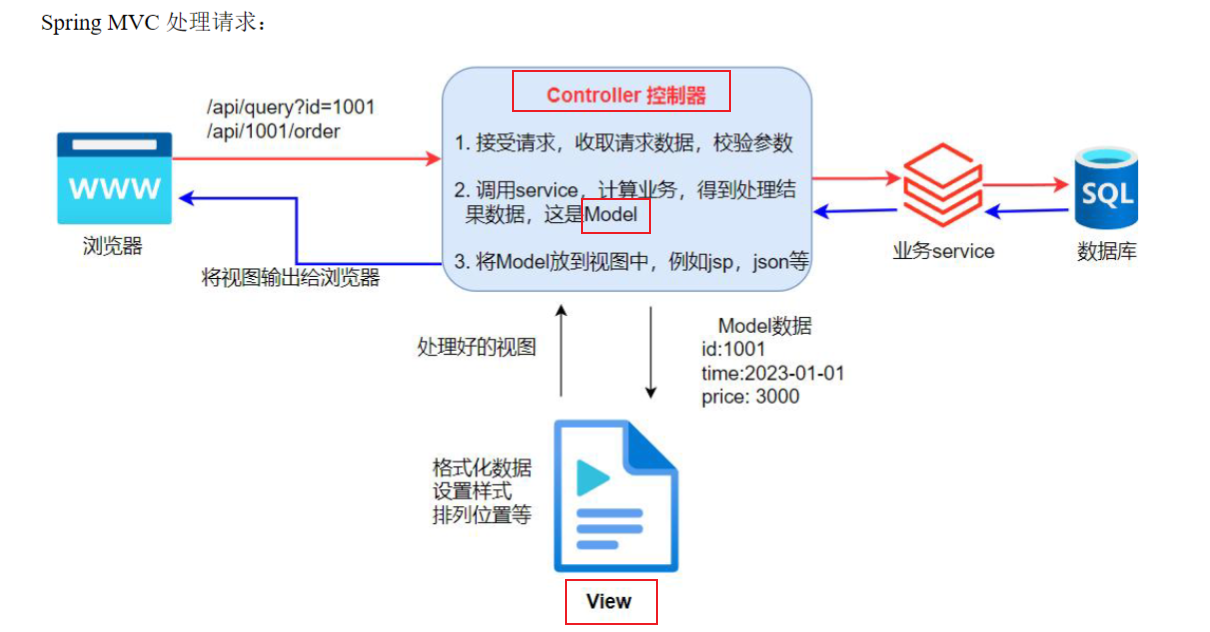 Spring MVC 处理请求：
/api/query?id=1001
/api/1001/order
WWW
浏览器
将视图输出给浏览器
Controller 控制器
1. 接受请求，收取请求数据，校验参数
2. 调用service，计算业务，得到处理结
果数据，这是Model
3. 将Model放到视图中，例如jsp，json等
业务service
SQL
数据库
处理好的视图
Model数据
id:1001
time:2023-01-01
price: 3000
格式化数据
设置样式
排列位置等
View